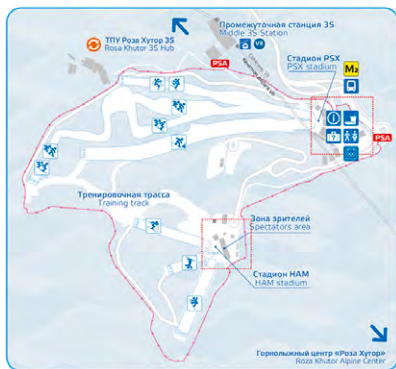 Промежуточная станция 3S
Middle 3S Station
VR
ТПУ Роза Хутор 3S
Rosa Khutor 3S Hub
Стадион PSX
PSX stadium
M₂
PSA
PSA
Тренировочная трасса
Training track
Зона зрителей
Spectators area
Стадион HAM
HAM stadium
Горнолыжный центр «Роза Хутор»
Roza Khutor Alpine Center